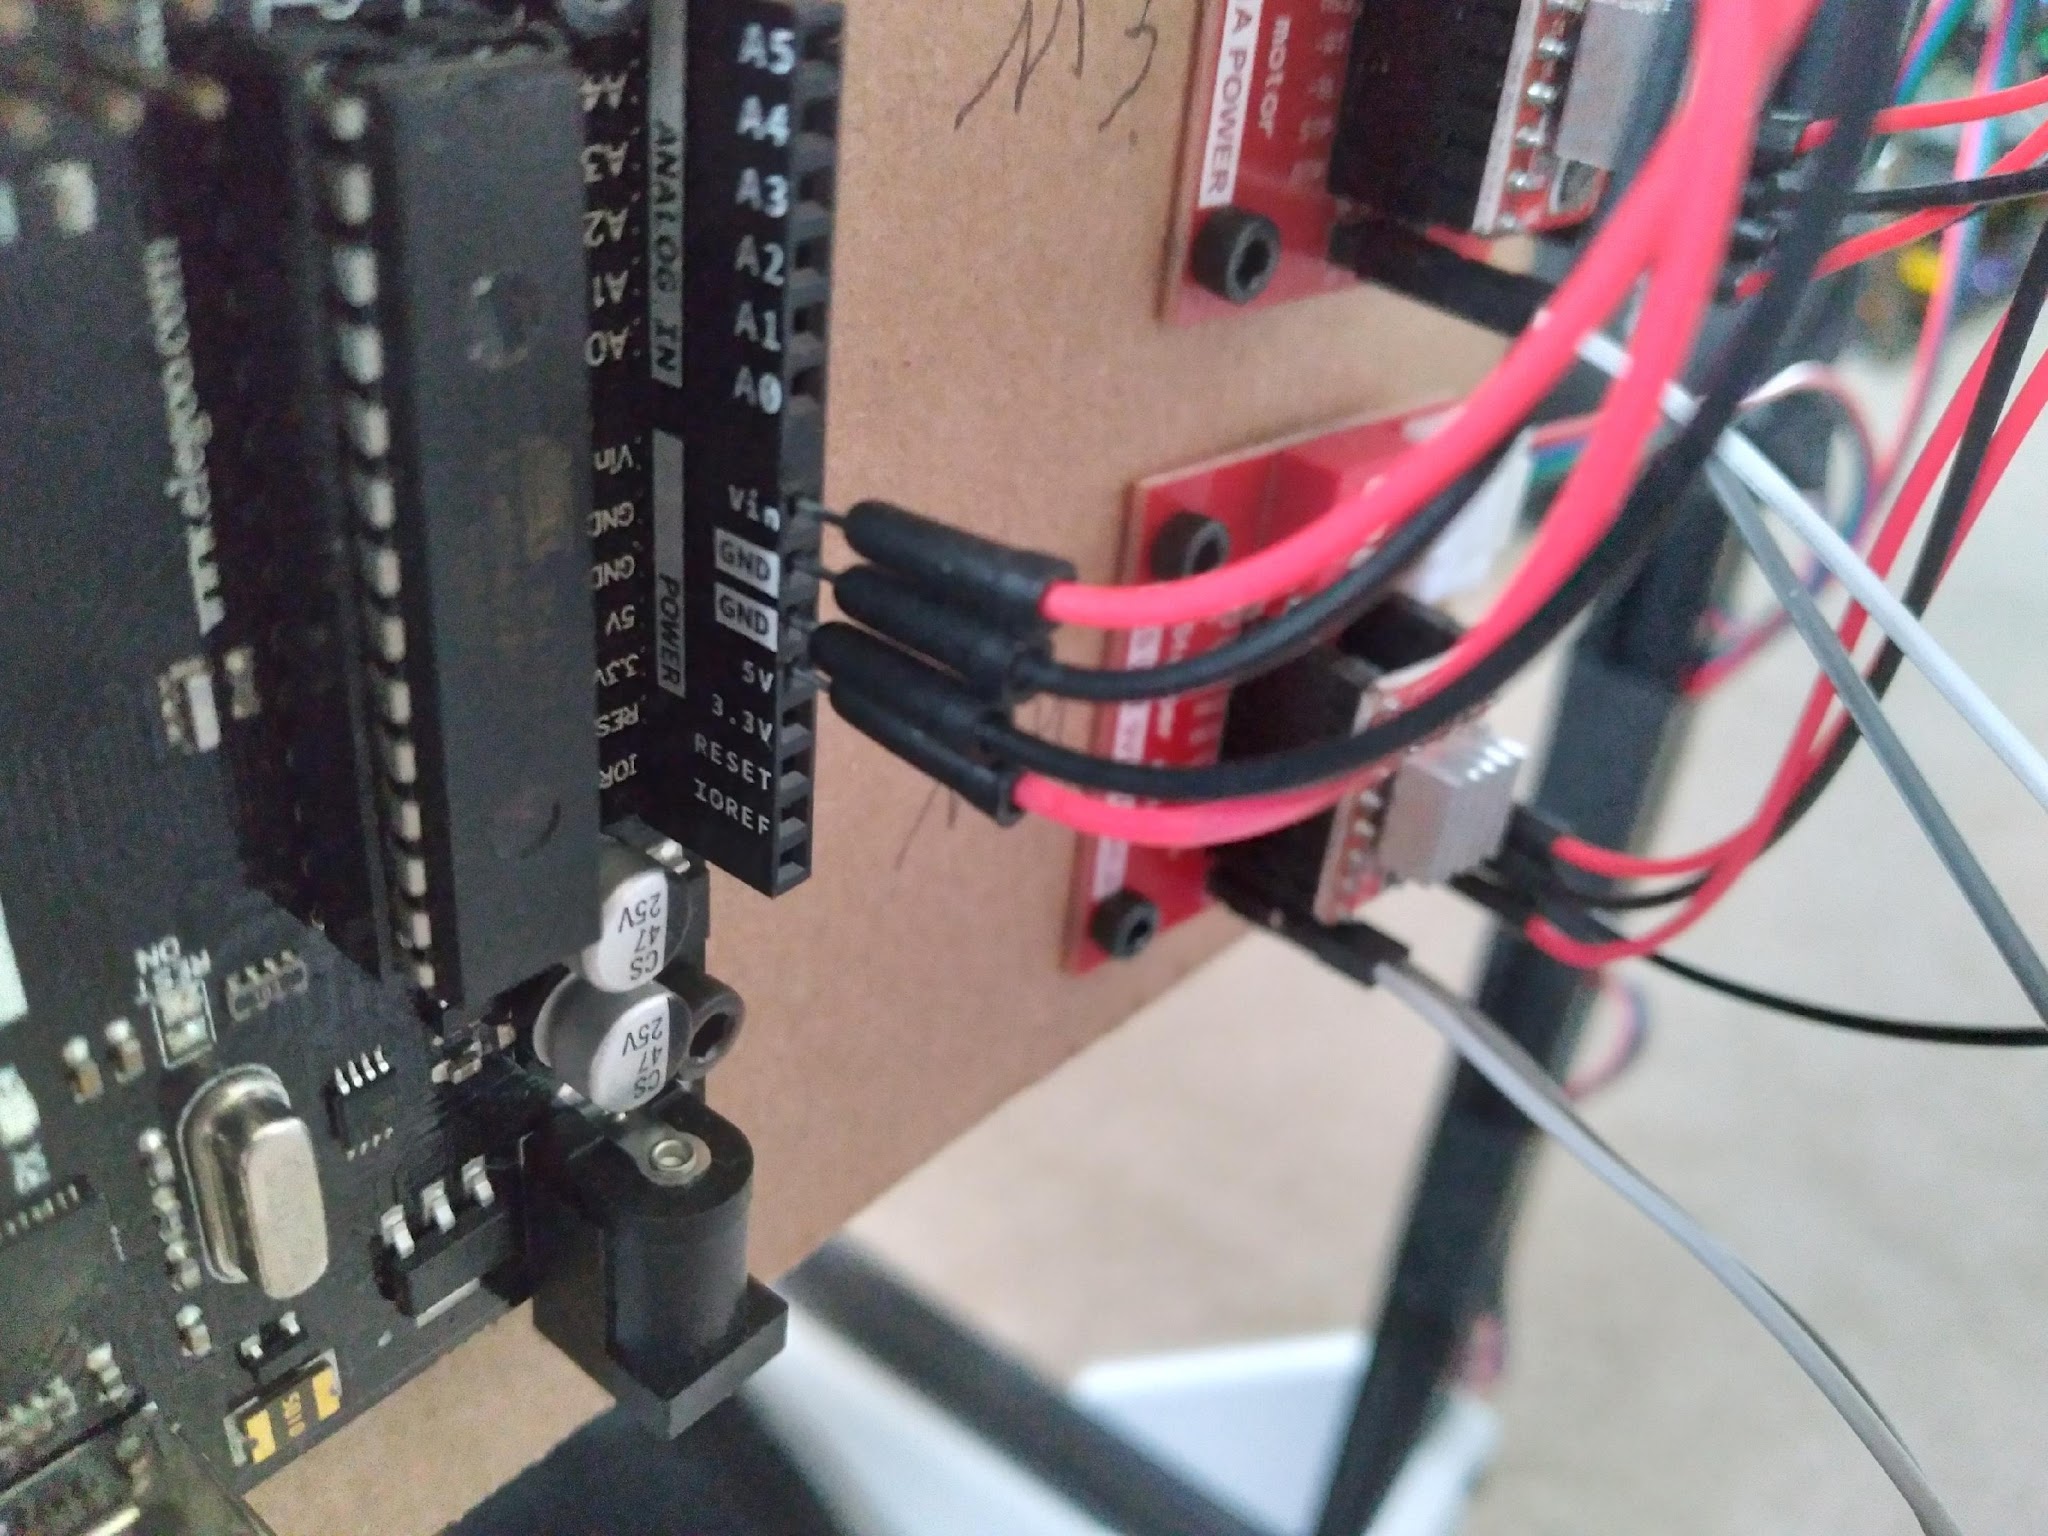 A5
A4
A3
A2
A1
A0
Vin
GND
GND
5V
3.3V
RESET
IOREF
ANALOG IN
POWER
A4
A3
A2
A1
A0
Vin
GND
GND
5V
3.3V
RES
IOR
A POWER
motor
25V
47
CS
25V
47
CS
ON